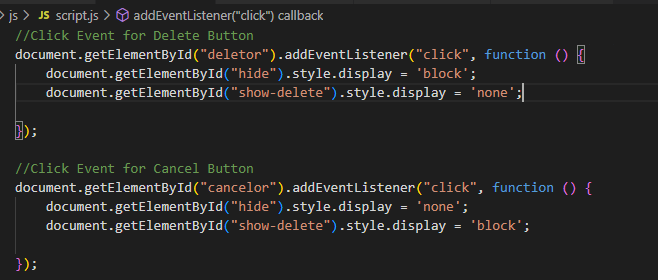 js > JS script.js > addEventListener("click") callback
//Click Event for Delete Button
document.getElementById("deletor").addEventListener("click", function () {
    document.getElementById("hide").style.display = 'block';
    document.getElementById("show-delete").style.display = 'none';
});
//Click Event for Cancel Button
document.getElementById("cancelor").addEventListener("click", function () {
    document.getElementById("hide").style.display = 'none';
    document.getElementById("show-delete").style.display = 'block';
});